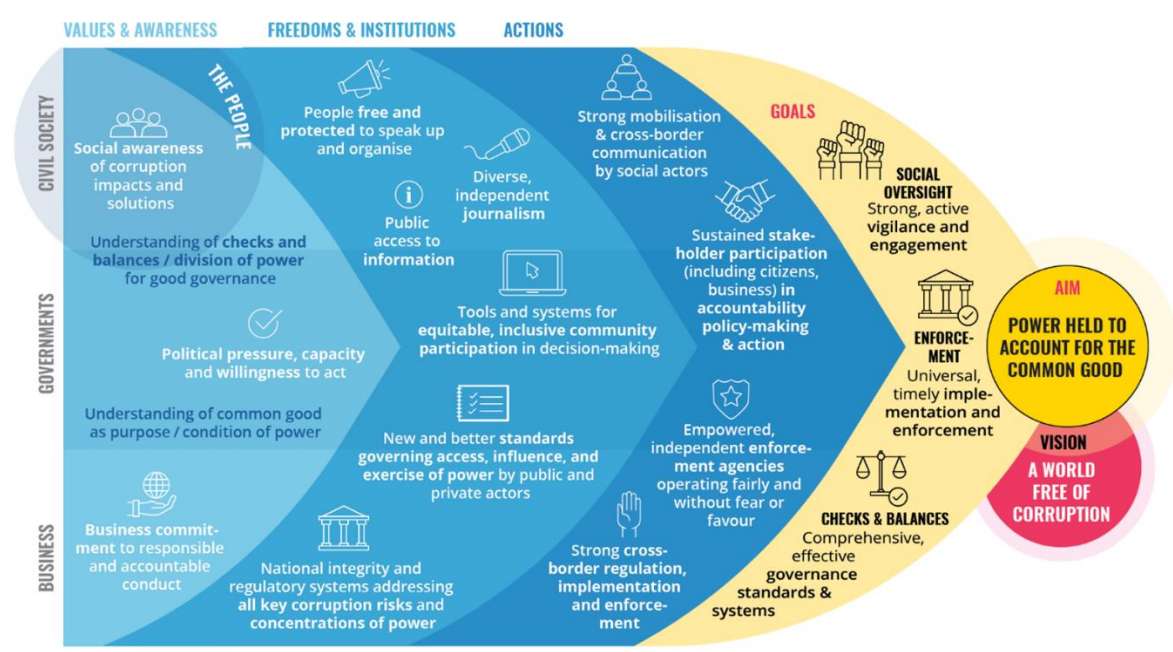 VALUES & AWARENESS
FREEDOMS & INSTITUTIONS
ACTIONS
GOALS
CIVIL SOCIETY
GOVERNMENTS
BUSINESS
THE PEOPLE
Social awareness
of corruption
impacts and
solutions
Understanding of checks and
balances / division of power
for good governance
Political pressure, capacity
and willingness to act
Understanding of common good
as purpose / condition of power
Business commit-
ment to responsible
and accountable
conduct
People free and
protected to speak up
and organise
Diverse,
independent
journalism
i
Public
access to
information
Tools and systems for
equitable, inclusive community
participation in decision-making
New and better standards
governing access, influence, and
exercise of power by public and
private actors
National integrity and
regulatory systems addressing
all key corruption risks and
concentrations of power
Strong mobilisation
& cross-border
communication
by social actors
Sustained stake-
holder participation
(including citizens,
business) in
accountability
policy-making
& action
Empowered,
independent enforce-
ment agencies
operating fairly and
without fear or
favour
Strong cross-
border regulation,
implementation
and enforce-
ment
SOCIAL
OVERSIGHT
Strong, active
vigilance and
engagement
ENFORCE-
MENT
Universal,
timely imple-
mentation and
enforcement
CHECKS & BALANCES
Comprehensive,
effective
governance
standards &
systems
AIM
POWER HELD TO
ACCOUNT FOR THE
COMMON GOOD
VISION
A WORLD
FREE OF
CORRUPTION